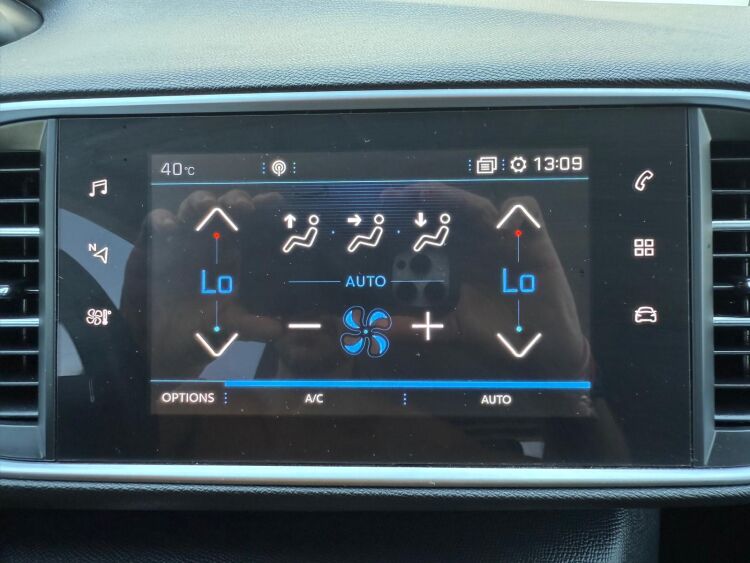 40°C 13:09
N
Lo Lo
AUTO
OPTIONS A/C AUTO